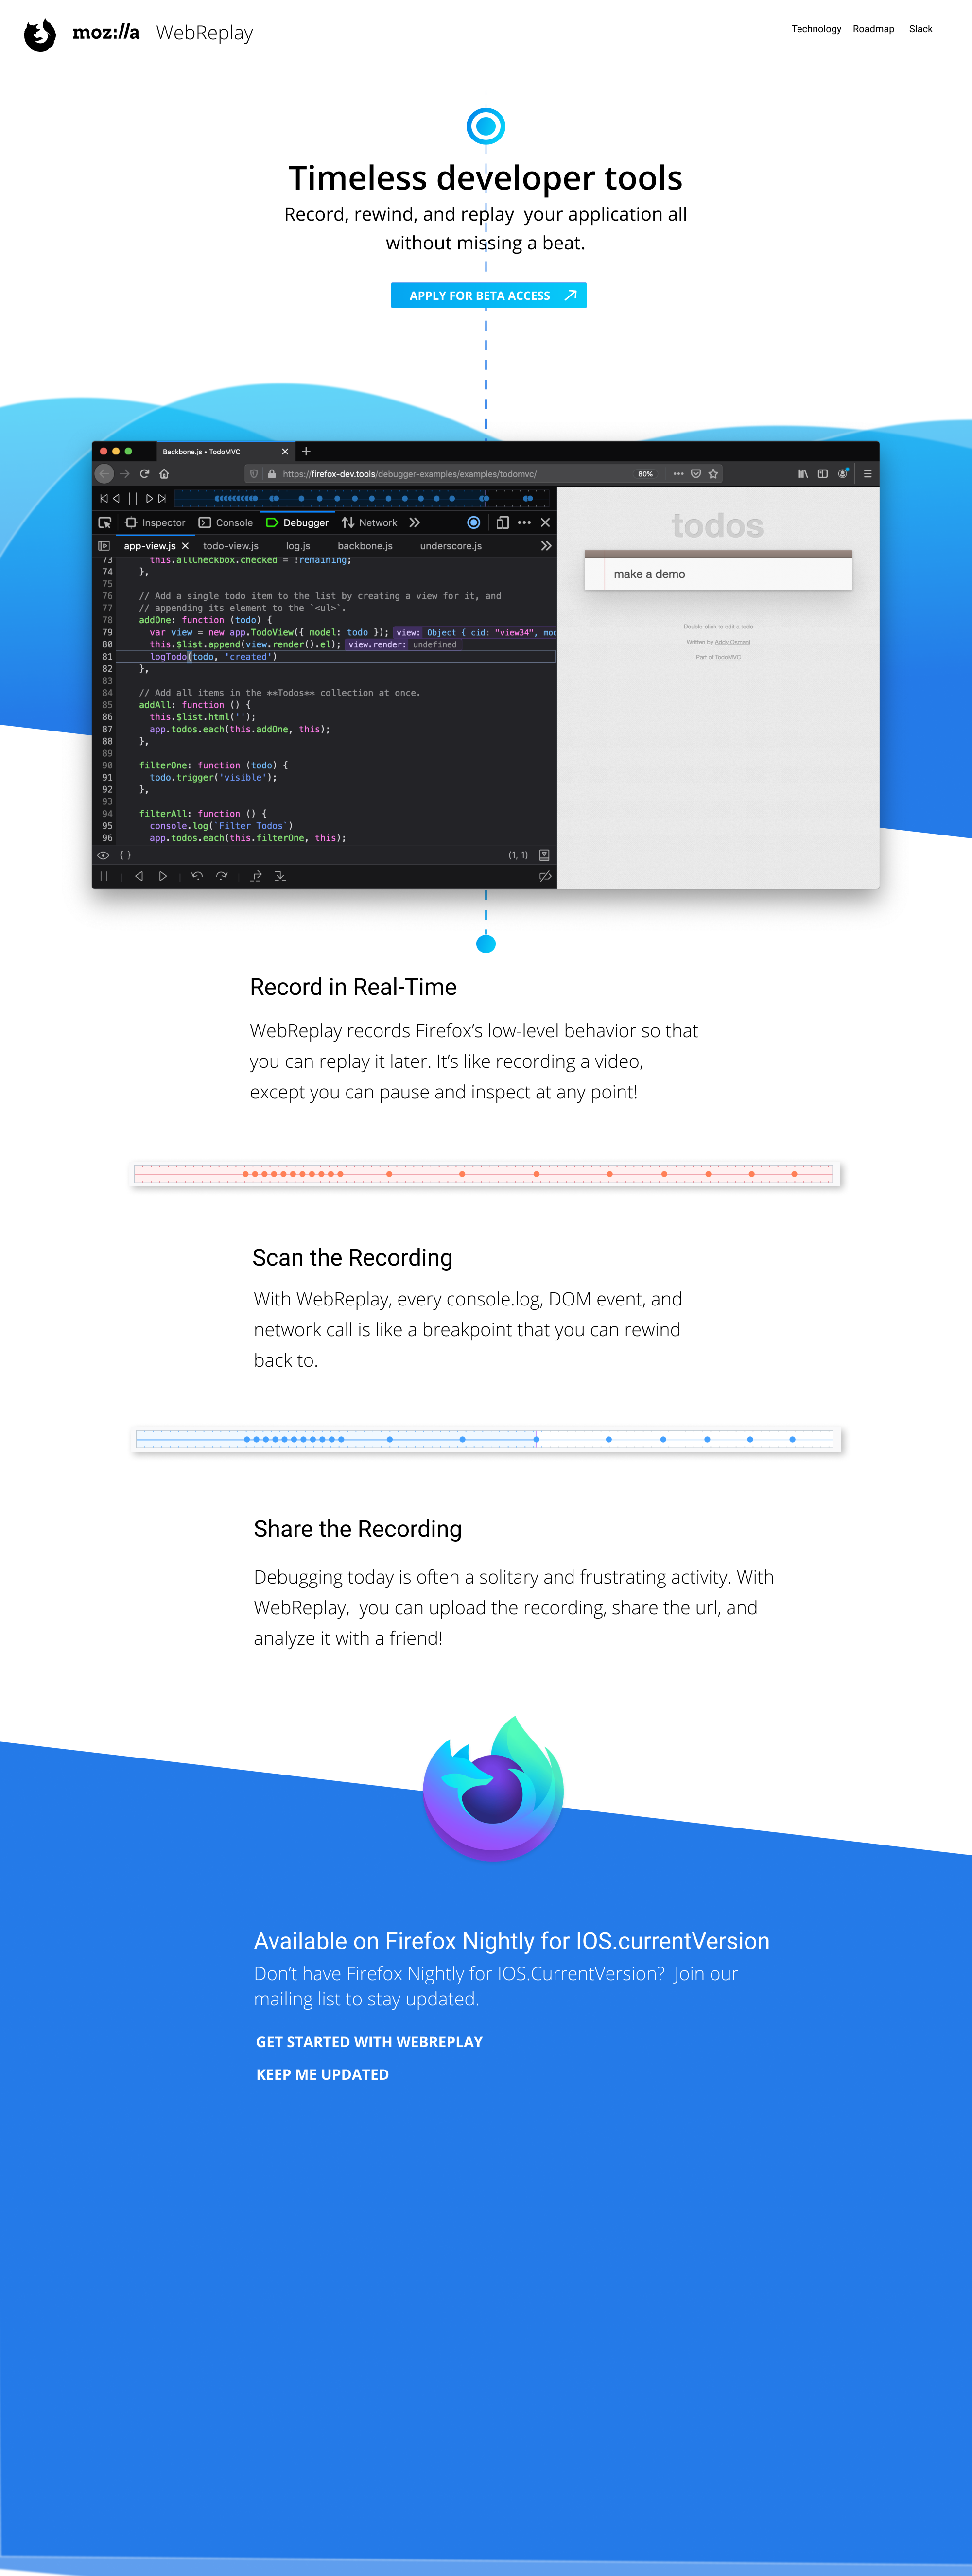 moz://a WebReplay
Technology Roadmap Slack
Timeless developer tools
Record, rewind, and replay  your application all
without missing a beat.
APPLY FOR BETA ACCESS
Backbone.js • TodoMVC
https://firefox-dev.tools/debugger-examples/examples/todomvc/
80%
Inspector Console Debugger Network
app-view.js todo-view.js log.js backbone.js underscore.js
73 this.allCheckbox.checked = !remaining;
74 },
75
76 // Add a single todo item to the list by creating a view for it, and
77 // appending its element to the `<ul>`.
78 addOne: function (todo) {
79 var view = new app.TodoView({ model: todo }); view: Object { cid: "view34", mod
80 this.$list.append(view.render().el); view.render: undefined
81 logTodo(todo, 'created')
82 },
83
84 // Add all items in the **Todos** collection at once.
85 addAll: function () {
86 this.$list.html('');
87 app.todos.each(this.addOne, this);
88 },
89
90 filterOne: function (todo) {
91 todo.trigger('visible');
92 },
93
94 filterAll: function () {
95 console.log(`Filter Todos`)
96 app.todos.each(this.filterOne, this);
{ } (1, 1)
todos
make a demo
Double-click to edit a todo
Written by Addy Osmani
Part of TodoMVC
Record in Real-Time
WebReplay records Firefox’s low-level behavior so that
you can replay it later. It’s like recording a video,
except you can pause and inspect at any point!
Scan the Recording
With WebReplay, every console.log, DOM event, and
network call is like a breakpoint that you can rewind
back to.
Share the Recording
Debugging today is often a solitary and frustrating activity. With
WebReplay,  you can upload the recording, share the url, and
analyze it with a friend!
Available on Firefox Nightly for IOS.currentVersion
Don’t have Firefox Nightly for IOS.CurrentVersion?  Join our
mailing list to stay updated.
GET STARTED WITH WEBREPLAY
KEEP ME UPDATED